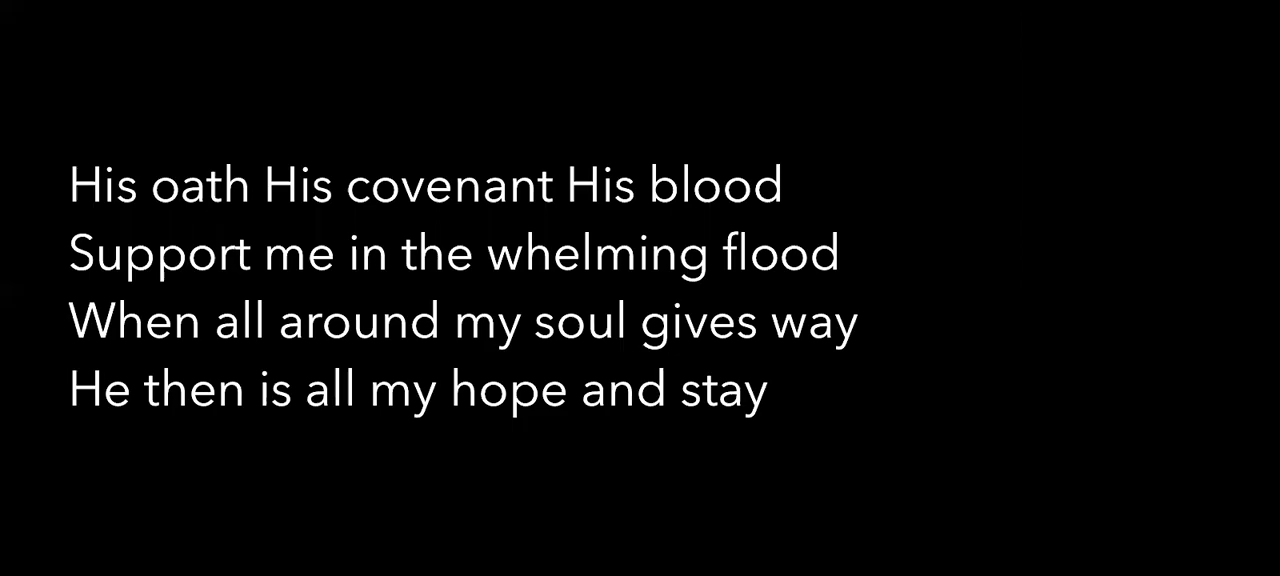 His oath His covenant His blood
Support me in the whelming flood
When all around my soul gives way
He then is all my hope and stay